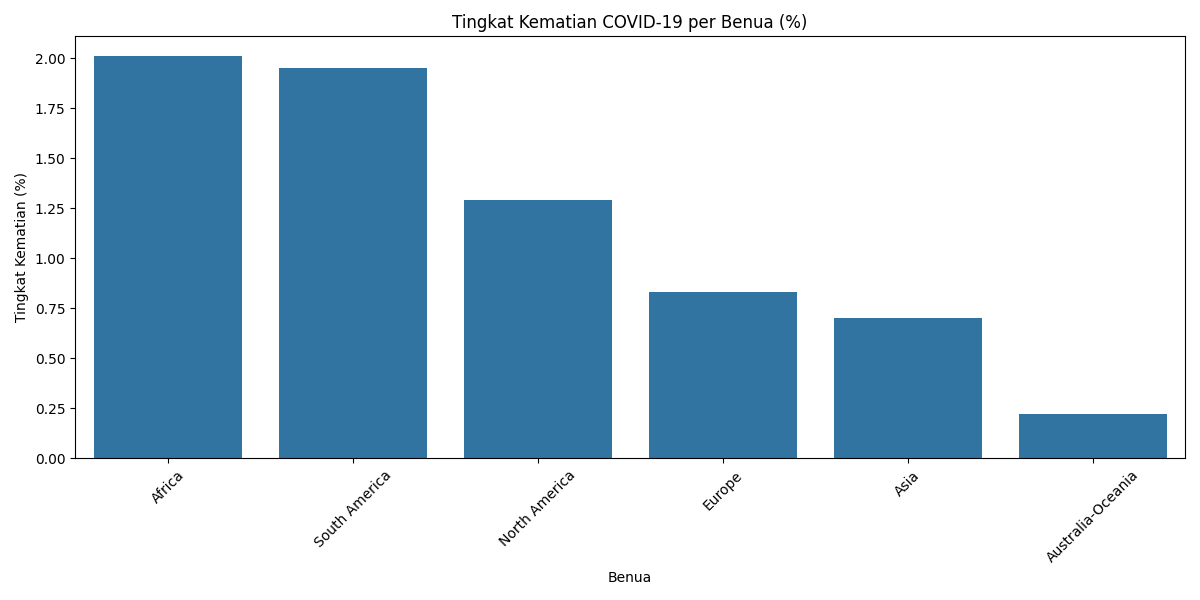 Tingkat Kematian COVID-19 per Benua (%)
Tingkat Kematian (%)
2.00
1.75
1.50
1.25
1.00
0.75
0.50
0.25
0.00
Africa
South America
North America
Europe
Asia
Australia-Oceania
Benua